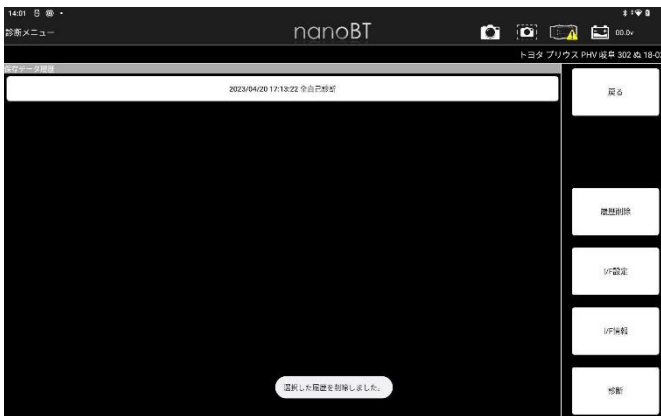 14:01
診断メニュー
nanoBT
00.0v
トヨタ プリウス PHV 岐阜 302 ぬ 18-0
保存データ履歴
2023/04/20 17:13:22 全自己診断
戻る
履歴削除
I/F設定
I/F情報
診断
選択した履歴を削除しました。